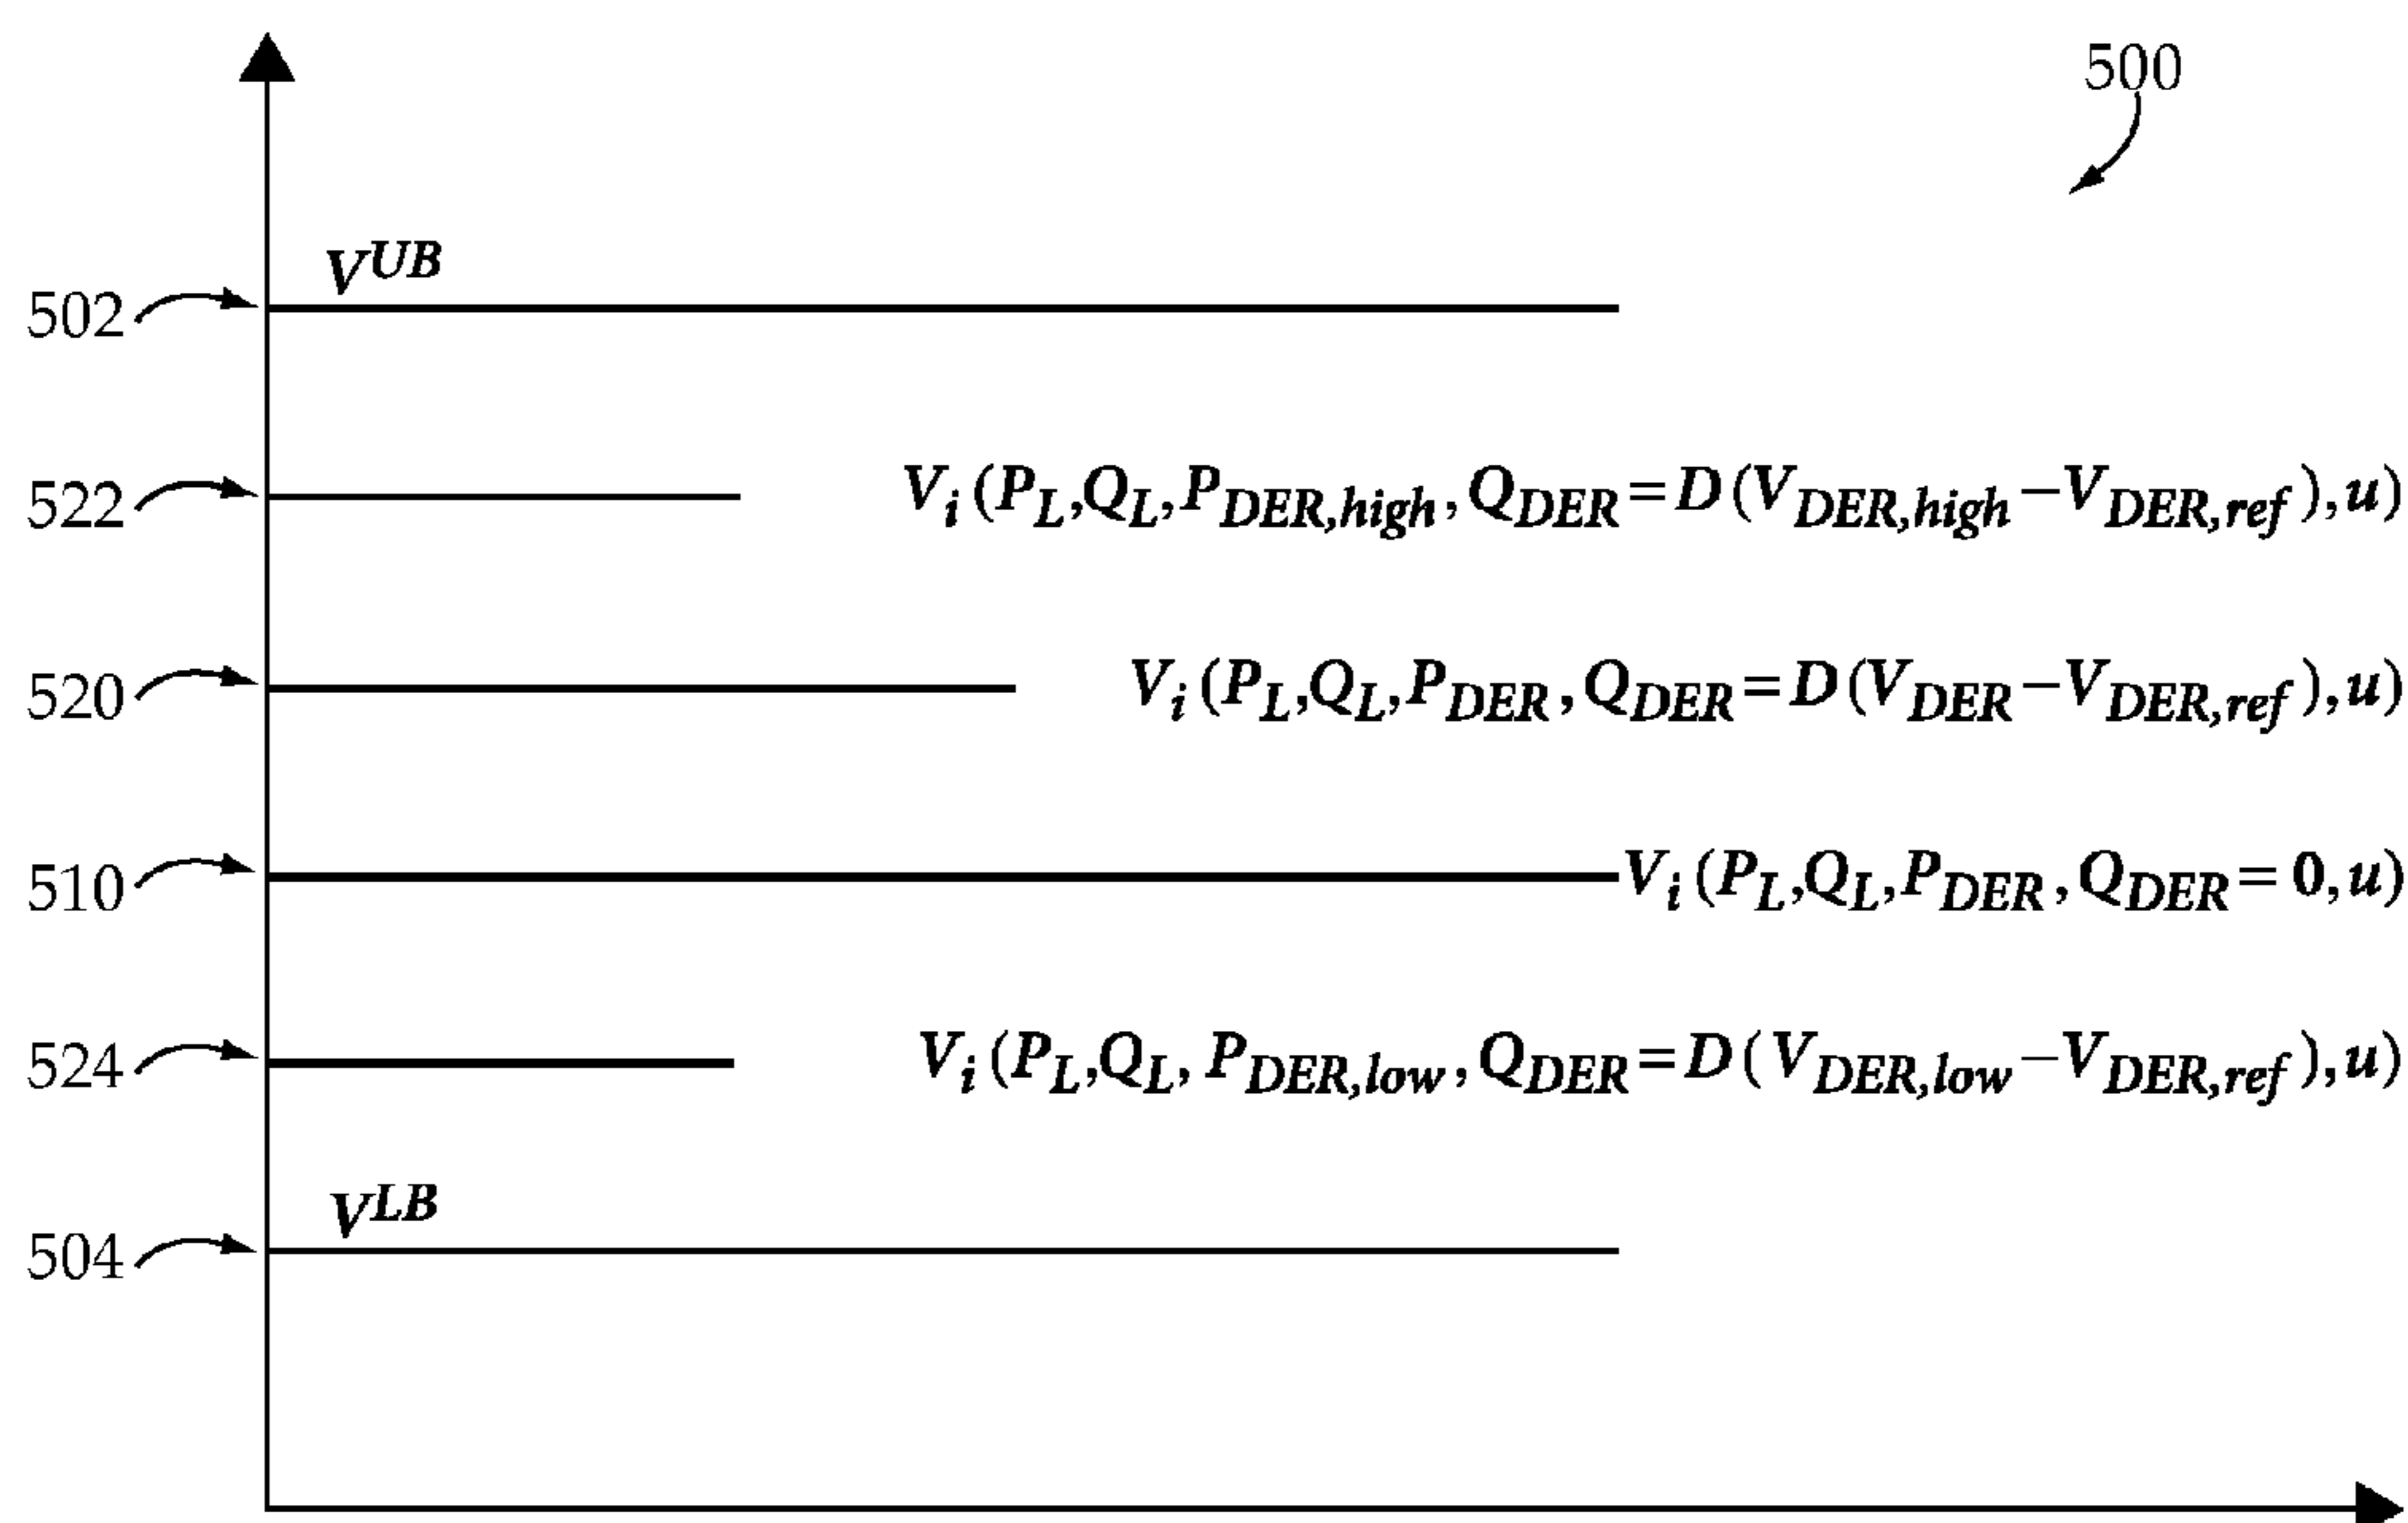 500
V^UB
502
522 V_i(P_L,Q_L,P_DER,high,Q_DER=D(V_DER,high−V_DER,ref),u)
520 V_i(P_L,Q_L,P_DER,Q_DER=D(V_DER−V_DER,ref),u)
510 V_i(P_L,Q_L,P_DER,Q_DER=0,u)
524 V_i(P_L,Q_L,P_DER,low,Q_DER=D(V_DER,low−V_DER,ref),u)
V^LB
504